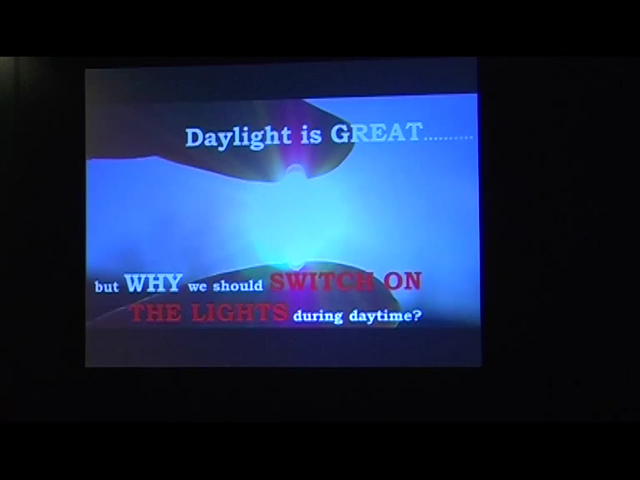 Daylight is GREAT..........
but WHY we should SWITCH ON
THE LIGHTS during daytime?